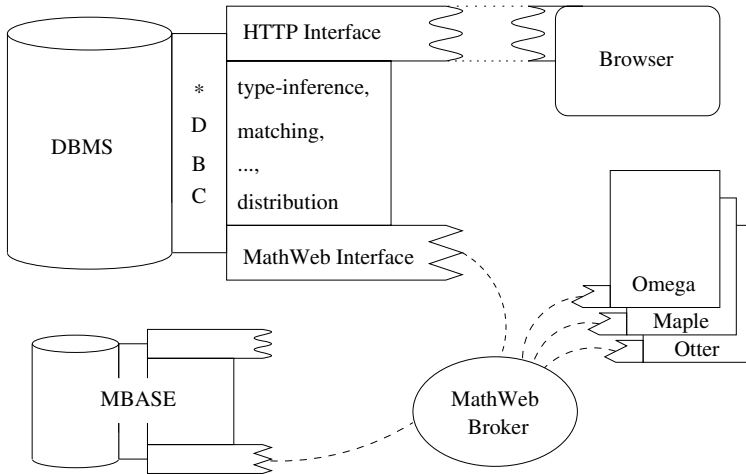 HTTP Interface
Browser
DBMS
*
D
B
C
type-inference,
matching,
...,
distribution
MathWeb Interface
Omega
Maple
Otter
MBASE
MathWeb
Broker